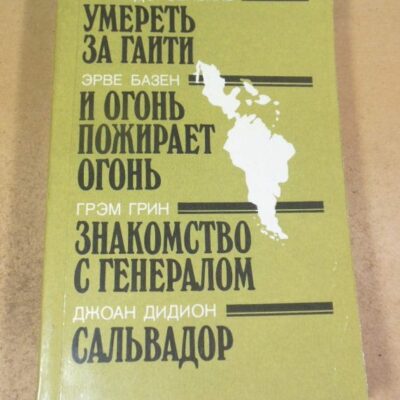 УМЕРЕТЬ
ЗА ГАИТИ
ЭРВЕ БАЗЕН
И ОГОНЬ
ПОЖИРАЕТ
ОГОНЬ
ГРЭМ ГРИН
ЗНАКОМСТВО
С ГЕНЕРАЛОМ
ДЖОАН ДИДИОН
САЛЬВАДОР